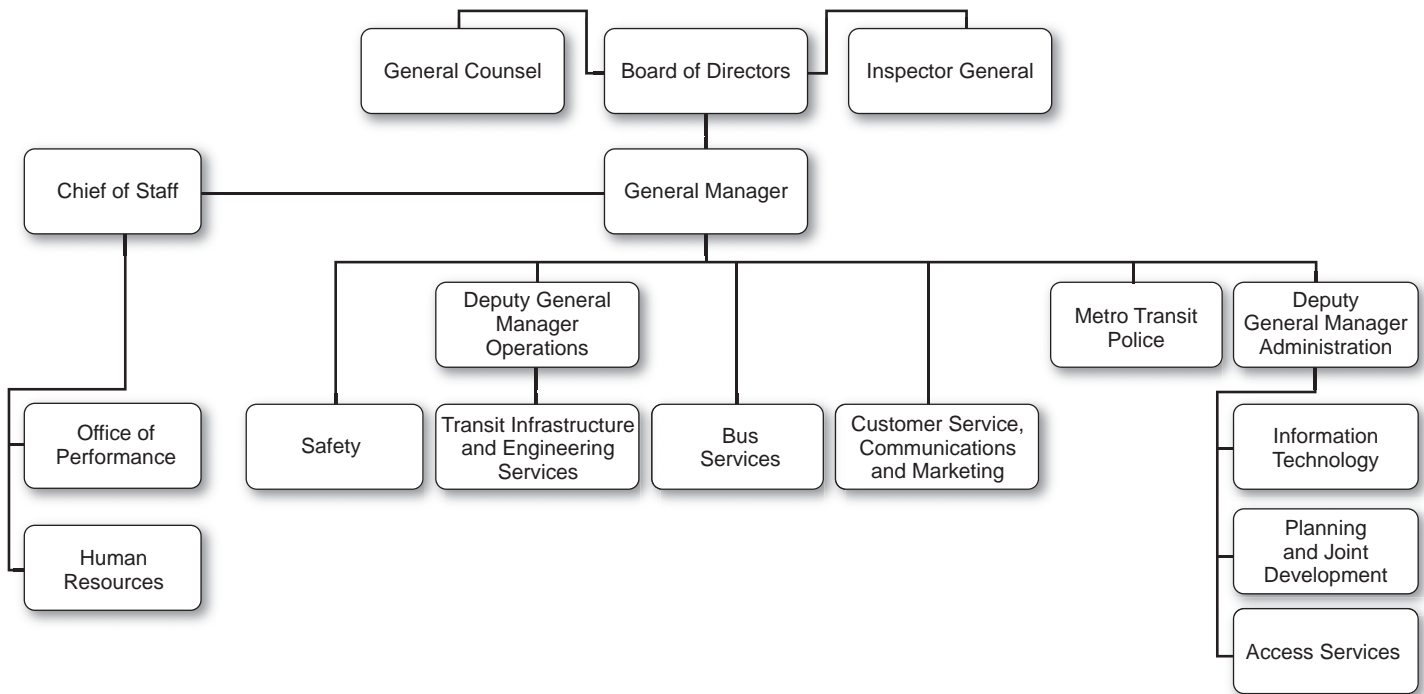 General Counsel
Board of Directors
Inspector General
Chief of Staff
General Manager
Deputy General
Manager
Operations
Metro Transit
Police
Deputy
General Manager
Administration
Office of
Performance
Safety
Transit Infrastructure
and Engineering
Services
Bus
Services
Customer Service,
Communications
and Marketing
Information
Technology
Human
Resources
Planning
and Joint
Development
Access Services